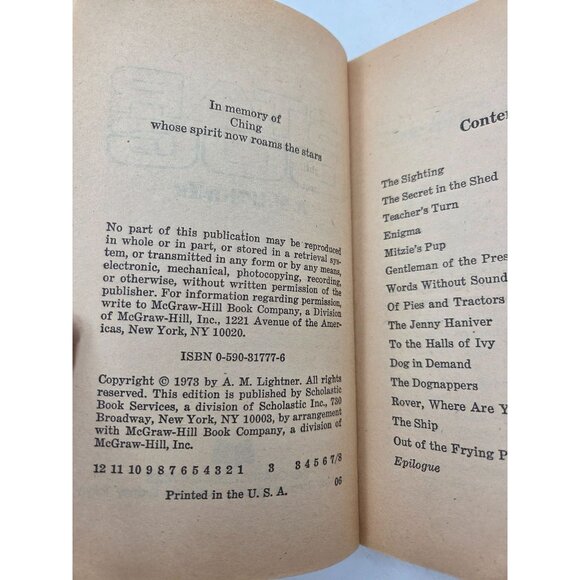 In memory of
Ching
whose spirit now roams the stars
No part of this publication may be reproduced
in whole or in part, or stored in a retrieval sys-
tem, or transmitted in any form or by any means,
electronic, mechanical, photocopying, recording,
or otherwise, without written permission of the
publisher. For information regarding permission,
write to McGraw-Hill Book Company, a Division
of McGraw-Hill, Inc., 1221 Avenue of the Amer-
icas, New York, NY 10020.
ISBN 0-590-31777-6
Copyright © 1973 by A. M. Lightner. All rights
reserved. This edition is published by Scholastic
Book Services, a division of Scholastic Inc., 730
Broadway, New York, NY 10003, by arrangement
with McGraw-Hill Book Company, a division of
McGraw-Hill, Inc.
12 11 10 9 8 7 6 5 4 3 2 1 3 3 4 5 6 7/8
Printed in the U. S. A. 06
Conten
The Sighting
The Secret in the Shed
Teacher's Turn
Enigma
Mitzie's Pup
Gentleman of the Pres
Words Without Sound
Of Pies and Tractors
The Jenny Haniver
To the Halls of Ivy
Dog in Demand
The Dognappers
Rover, Where Are Y
The Ship
Out of the Frying P
Epilogue